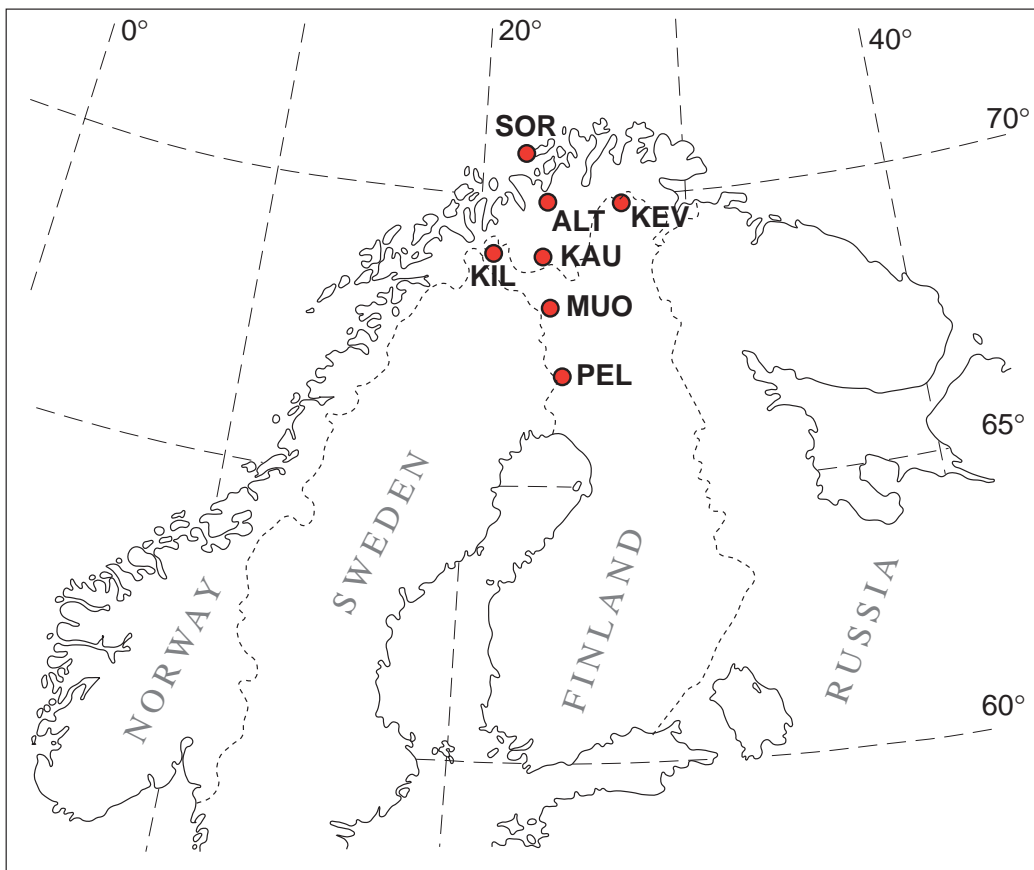 0°
20°
40°
70°
SOR
ALT
KEV
KIL
KAU
MUO
PEL
65°
SWEDEN
FINLAND
NORWAY
RUSSIA
60°